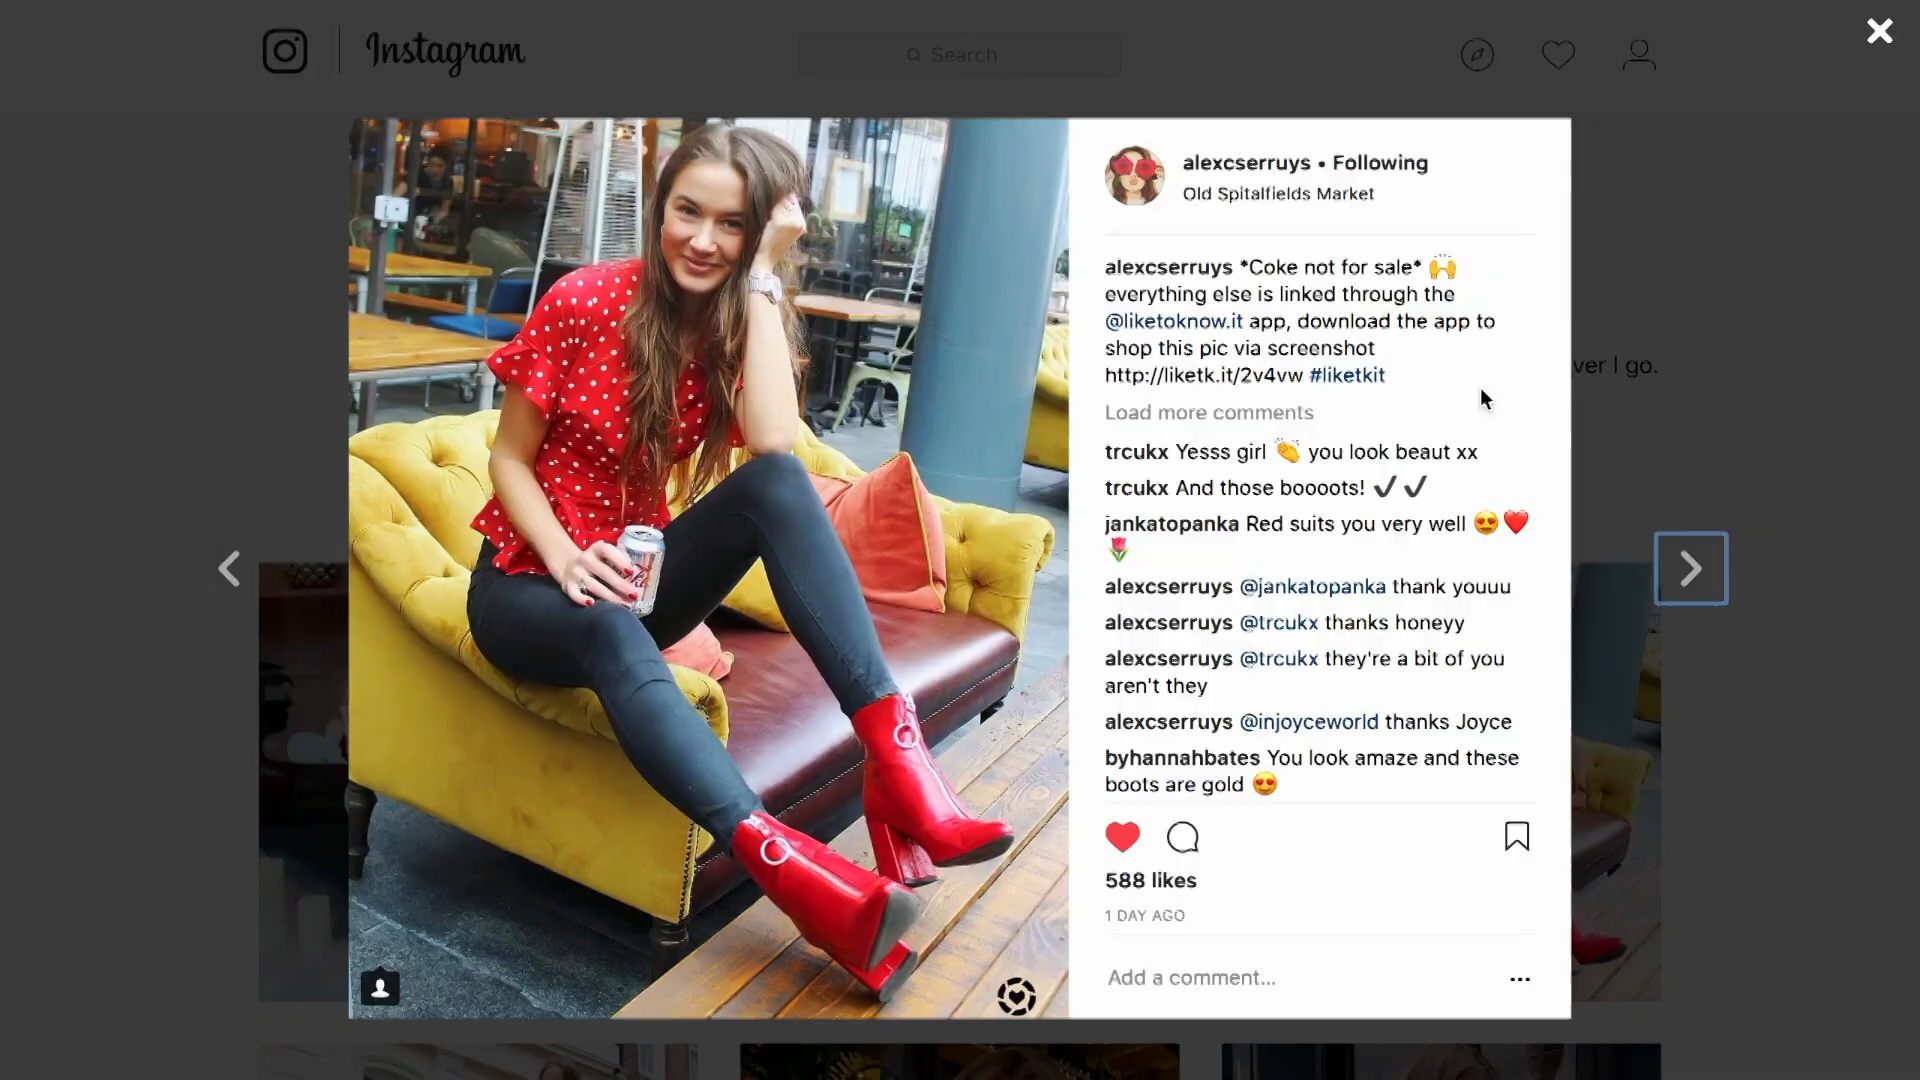 Instagram
Search
alexcserruys • Following
Old Spitalfields Market
ver I go.
alexcserruys *Coke not for sale* 🙌
everything else is linked through the
@liketoknow.it app, download the app to
shop this pic via screenshot
http://liketk.it/2v4vw #liketkit
Load more comments
trcukx Yesss girl 👏 you look beaut xx
trcukx And those boooots! ✔✔
jankatopanka Red suits you very well 😍❤️
🌷
alexcserruys @jankatopanka thank youuu
alexcserruys @trcukx thanks honeyy
alexcserruys @trcukx they're a bit of you
aren't they
alexcserruys @injoyceworld thanks Joyce
byhannahbates You look amaze and these
boots are gold 😍
588 likes
1 DAY AGO
Add a comment...